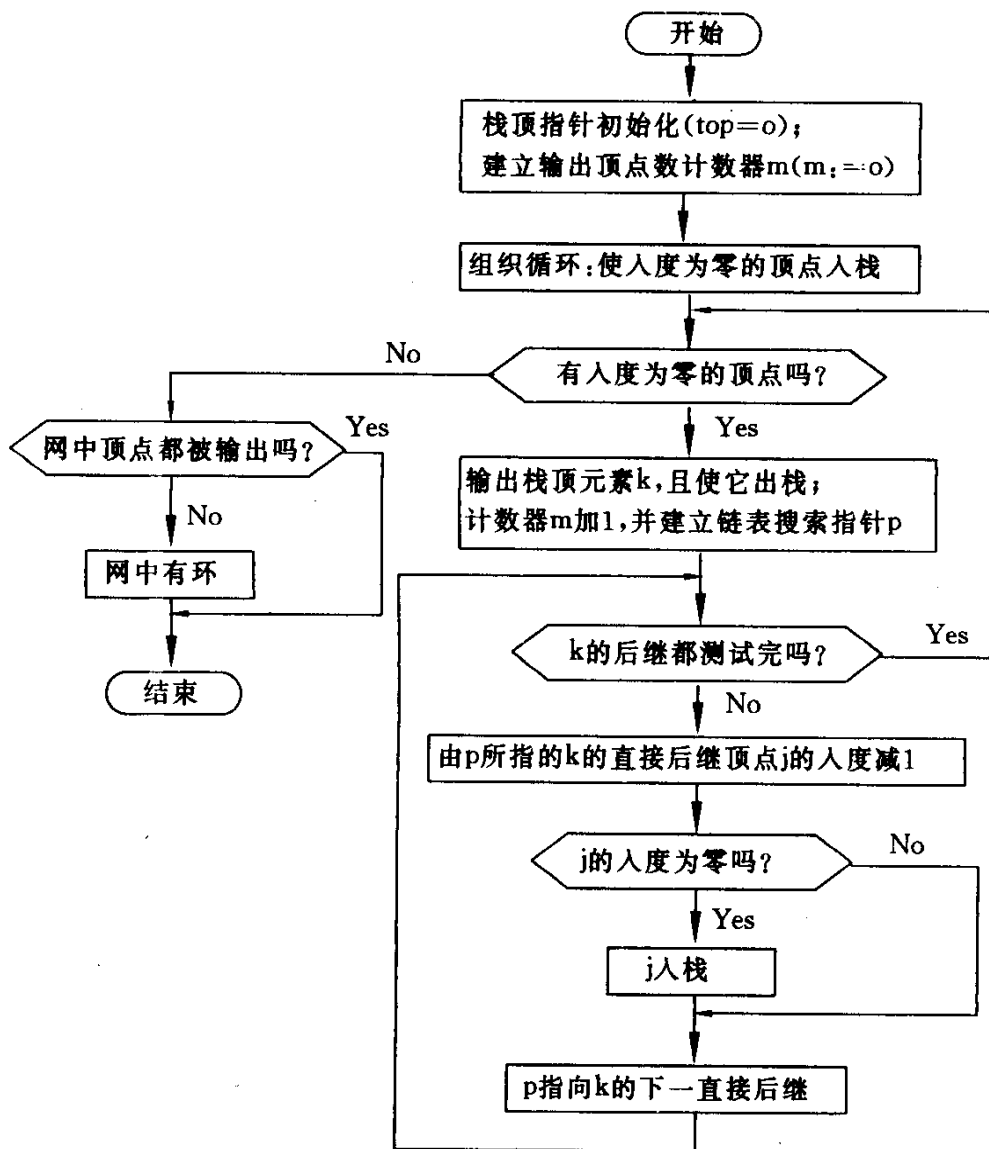 开始
栈顶指针初始化(top=o);
建立输出顶点数计数器m(m:=o)
组织循环:使入度为零的顶点入栈
No
有入度为零的顶点吗?
Yes
网中顶点都被输出吗?
Yes
输出栈顶元素k,且使它出栈;
计数器m加1,并建立链表搜索指针p
No
网中有环
k的后继都测试完吗?
Yes
结束
No
由p所指的k的直接后继顶点j的入度减1
j的入度为零吗?
No
Yes
j入栈
p指向k的下一直接后继